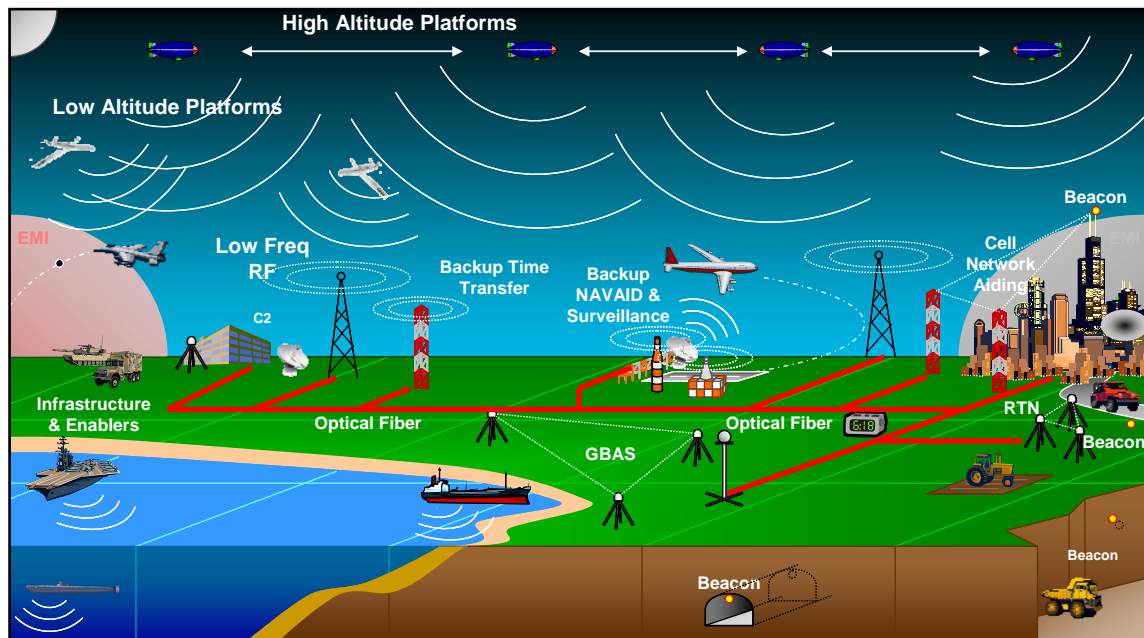 High Altitude Platforms
Low Altitude Platforms
Beacon
EMI
EMI
Low Freq
RF
Cell
Network
Aiding
Backup Time
Transfer
Backup
NAVAID &
Surveillance
C2
Infrastructure
& Enablers
Optical Fiber
Optical Fiber
6:18
RTN
Beacon
GBAS
Beacon
Beacon